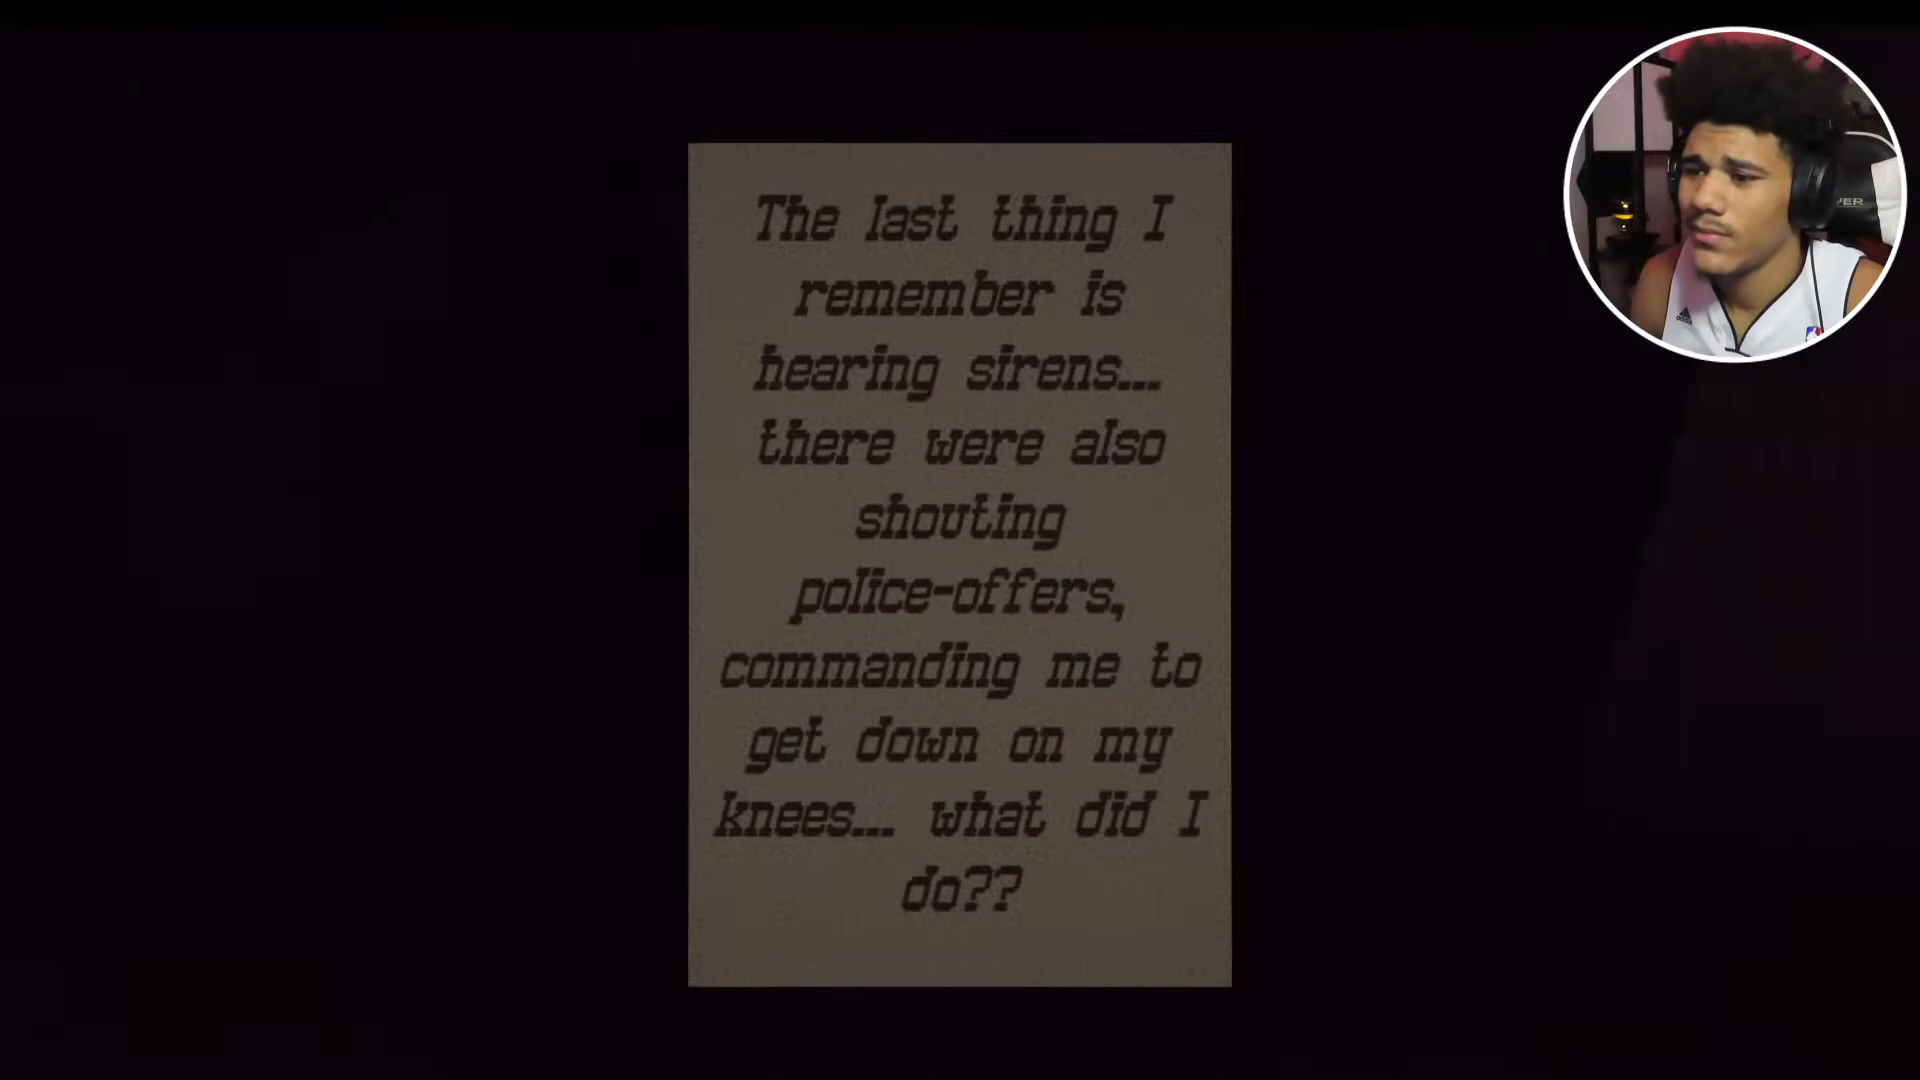 The last thing I
remember is
hearing sirens...
there were also
shouting
police-offers,
commanding me to
get down on my
knees... what did I
do??